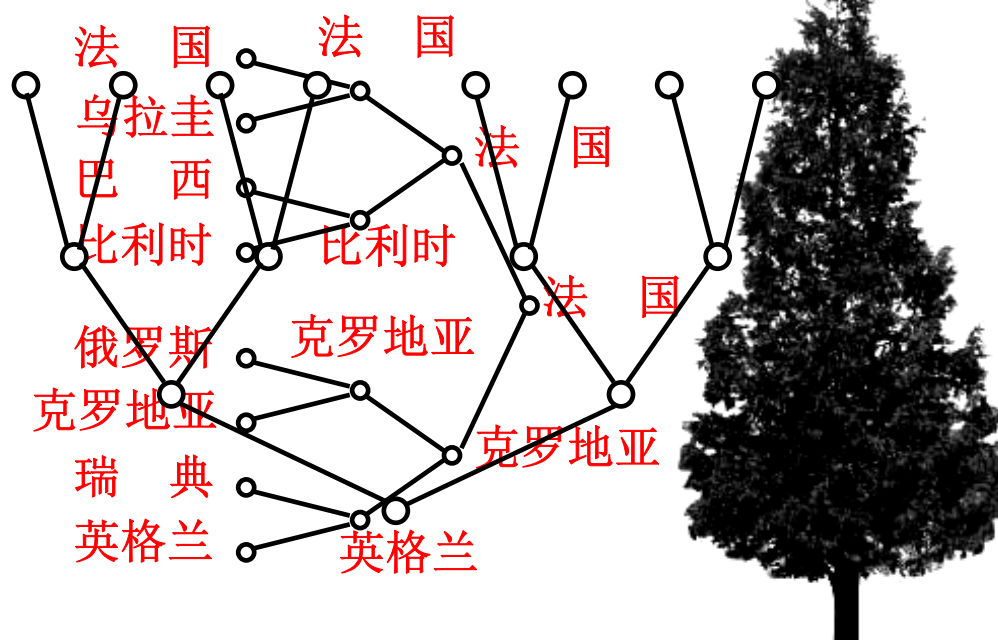 法 国
法 国
乌拉圭
法 国
巴 西
比利时
比利时
法 国
俄罗斯
克罗地亚
克罗地亚
克罗地亚
瑞 典
英格兰
英格兰